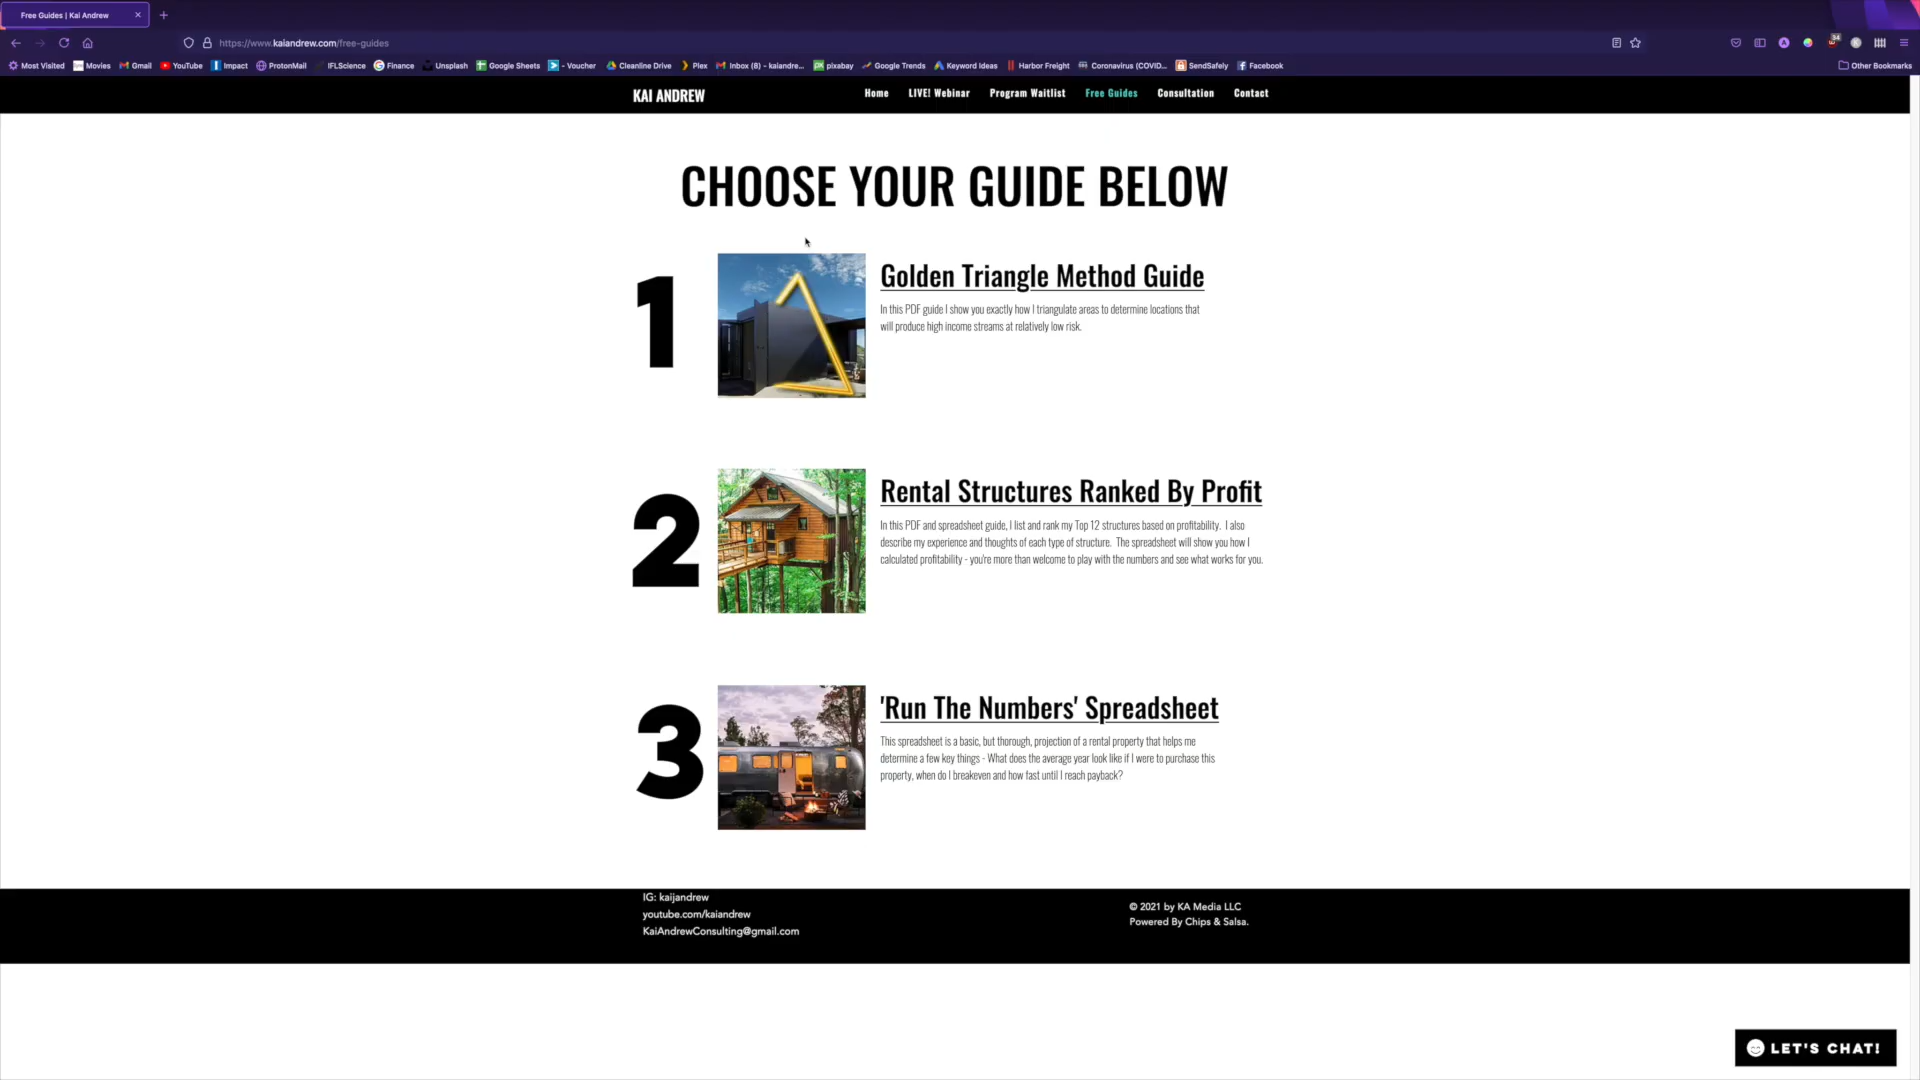 Free Guides | Kai Andrew
https://www.kaiandrew.com/free-guides
34
Most Visited
Movies
Gmail
YouTube
Impact
ProtonMail
IFLScience
Finance
Unsplash
Google Sheets
- Voucher
Cleanline Drive
Plex
Inbox (8) - kaiandre...
pixabay
Google Trends
Keyword Ideas
Harbor Freight
Coronavirus (COVID...
SendSafely
Facebook
Other Bookmarks
KAI ANDREW
Home
LIVE! Webinar
Program Waitlist
Free Guides
Consultation
Contact
CHOOSE YOUR GUIDE BELOW
1
Golden Triangle Method Guide
In this PDF guide I show you exactly how I triangulate areas to determine locations that
will produce high income streams at relatively low risk.
2
Rental Structures Ranked By Profit
In this PDF and spreadsheet guide, I list and rank my Top 12 structures based on profitability. I also
describe my experience and thoughts of each type of structure. The spreadsheet will show you how I
calculated profitability - you're more than welcome to play with the numbers and see what works for you.
3
'Run The Numbers' Spreadsheet
This spreadsheet is a basic, but thorough, projection of a rental property that helps me
determine a few key things - What does the average year look like if I were to purchase this
property, when do I breakeven and how fast until I reach payback?
IG: kaijandrew
youtube.com/kaiandrew
KaiAndrewConsulting@gmail.com
© 2021 by KA Media LLC
Powered By Chips & Salsa.
LET'S CHAT!